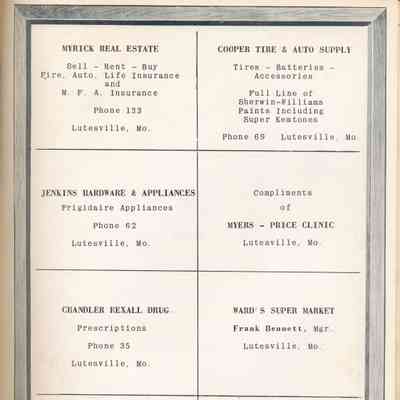 MYRICK REAL ESTATE
Sell - Rent - Buy
Fire, Auto, Life Insurance
and
M. F. A. Insurance
Phone 133
Lutesville, Mo.
COOPER TIRE & AUTO SUPPLY
Tires - Batteries -
Accessories
Full Line of
Sherwin-Williams
Paints Including
Super Kemtones
Phone 69 Lutesville, Mo
JENKINS HARDWARE & APPLIANCES
Frigidaire Appliances
Phone 62
Lutesville, Mo.
Compliments
of
MYERS - PRICE CLINIC
Lutesville, Mo.
CHANDLER REXALL DRUG
Prescriptions
Phone 35
Lutesville, Mo.
WARD'S SUPER MARKET
Frank Bennett, Mgr.
Lutesville, Mo.